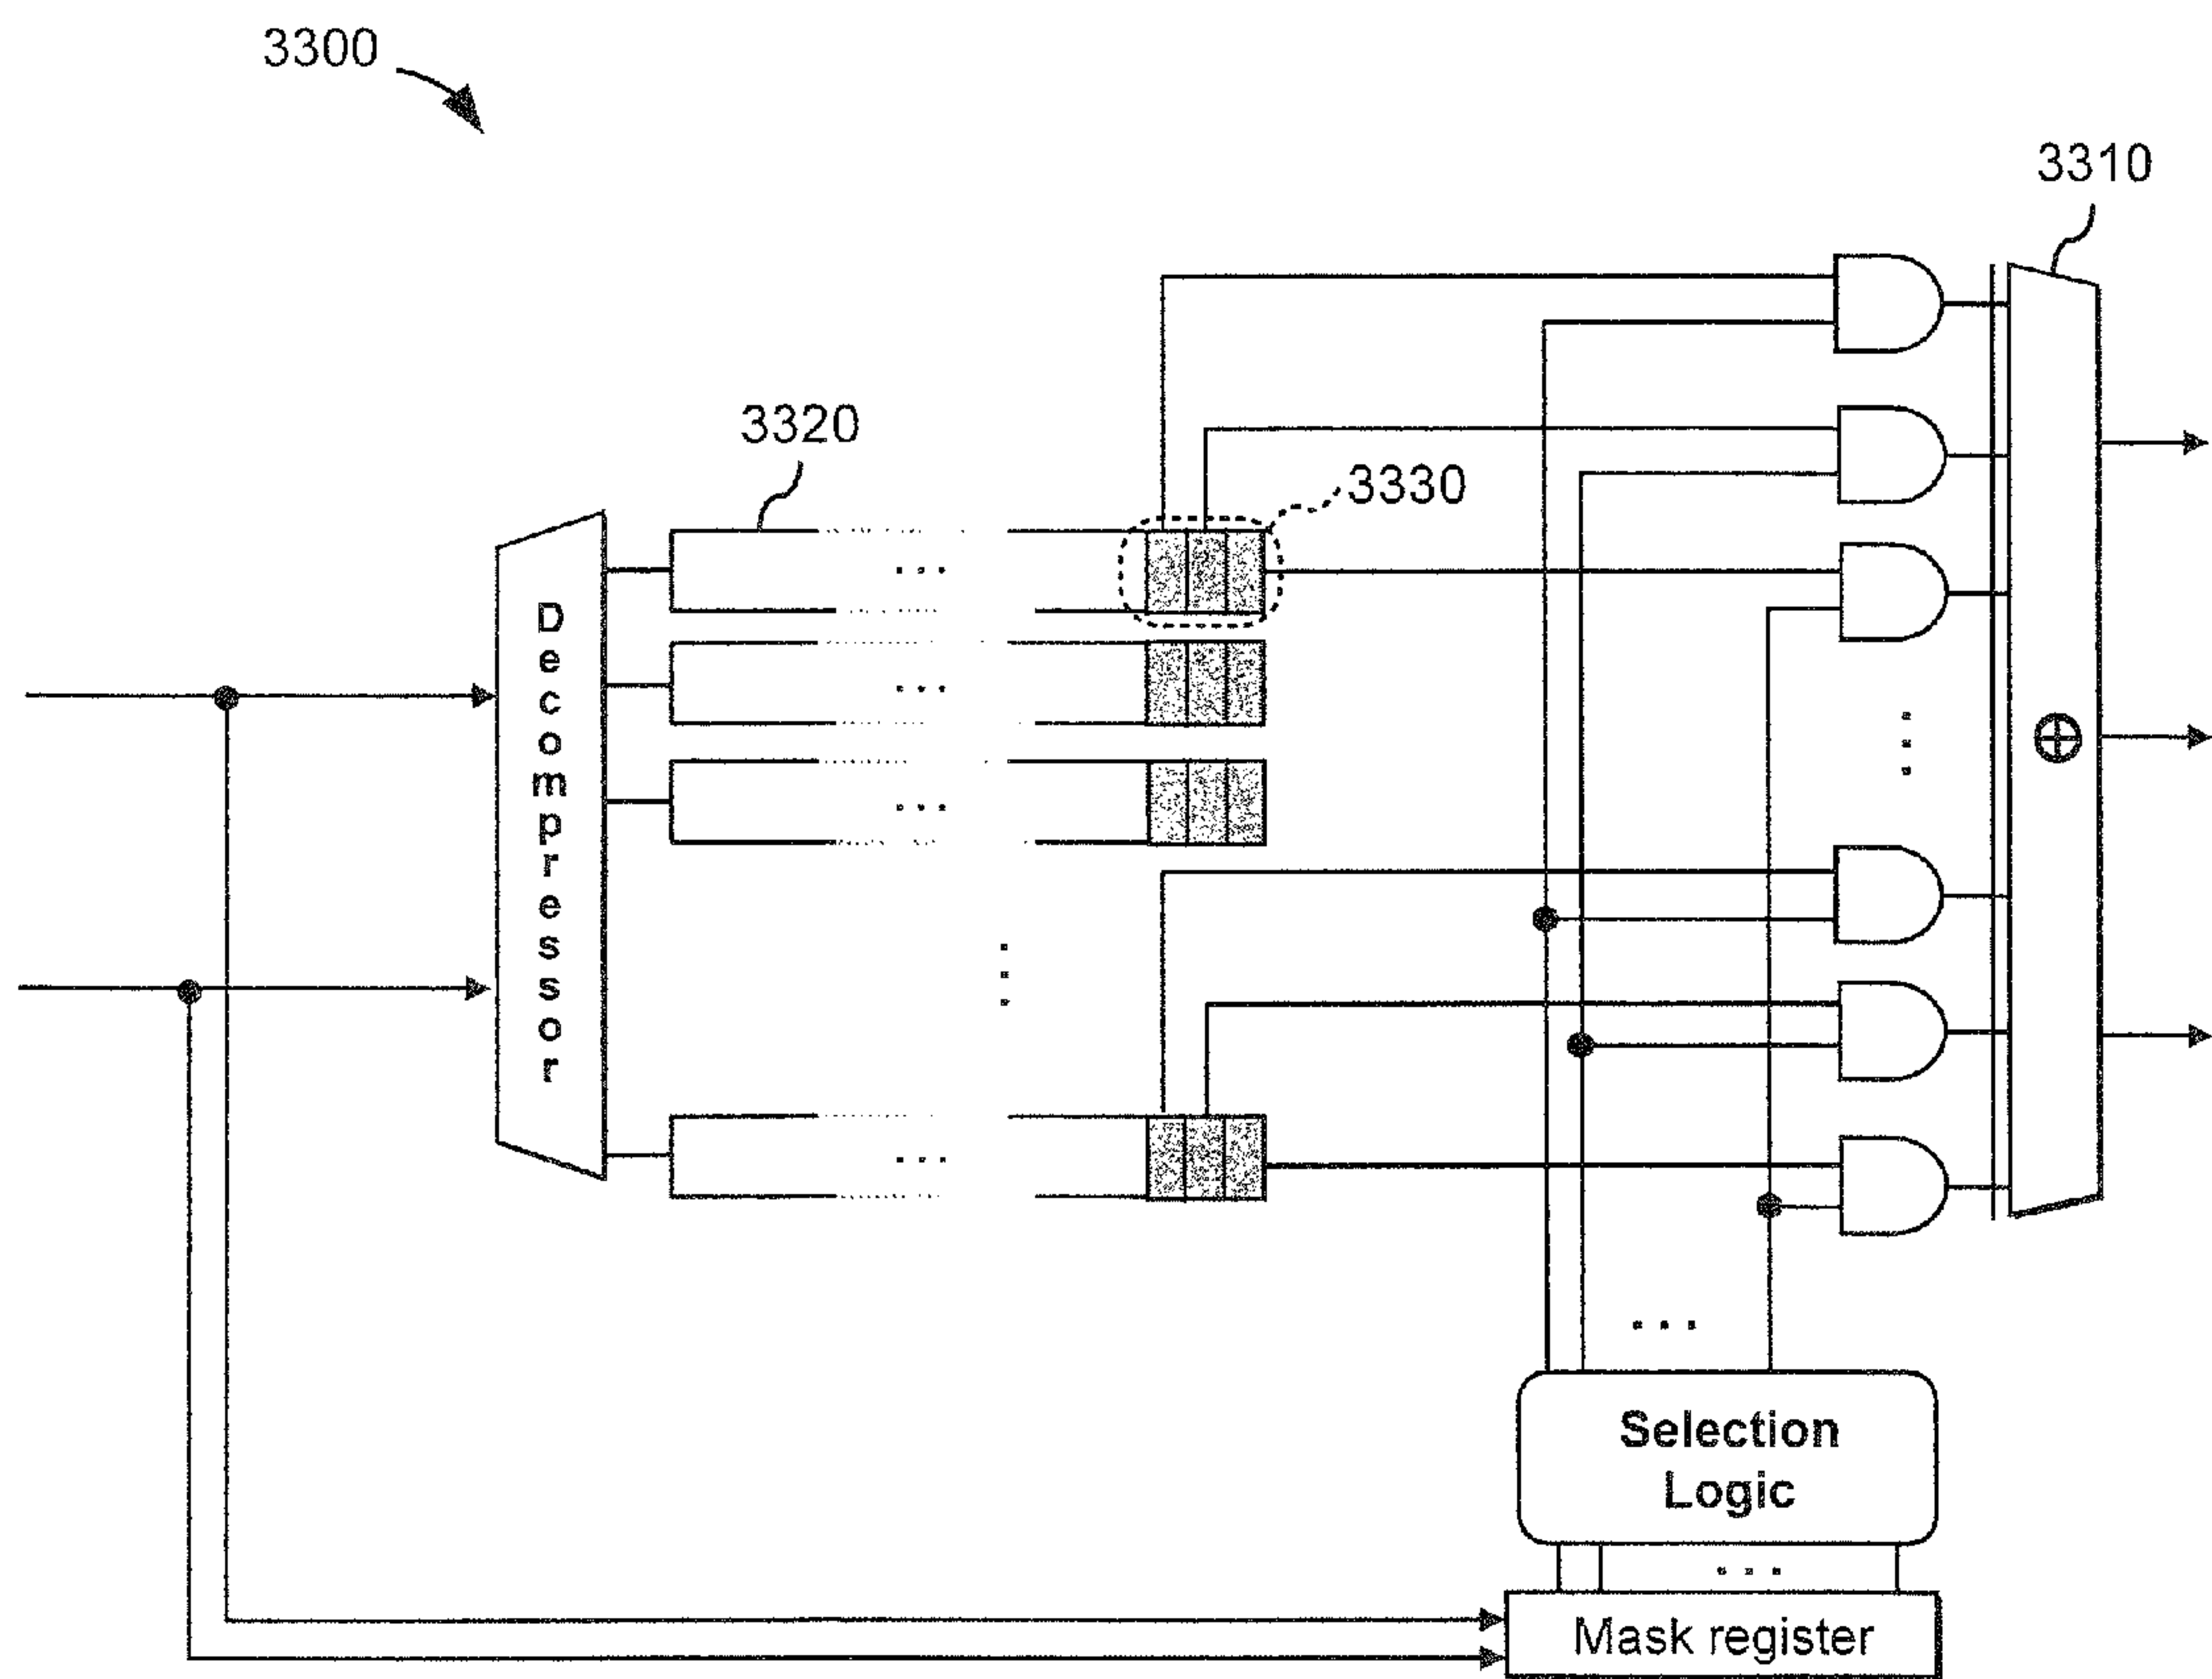 3300
3310
3320
3330
Decompressor
Selection
Logic
Mask register